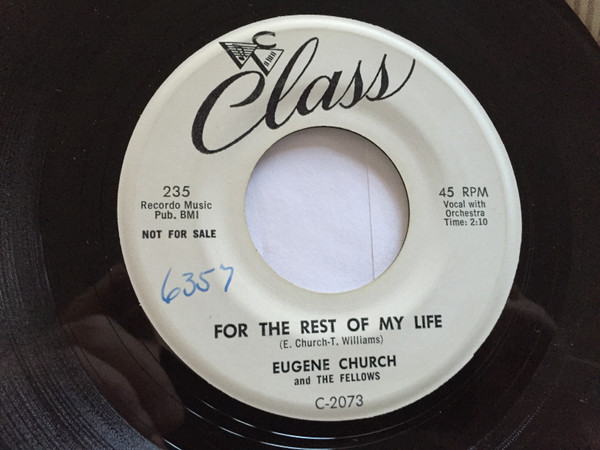 Class
235
Recordo Music
Pub. BMI
NOT FOR SALE
45 RPM
Vocal with
Orchestra
Time: 2:10
6357
FOR THE REST OF MY LIFE
(E. Church-T. Williams)
EUGENE CHURCH
and THE FELLOWS
C-2073